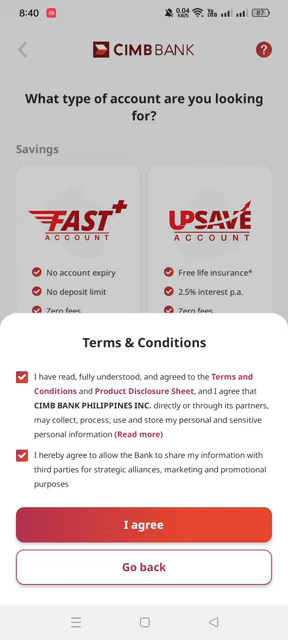 8:40
0.04
KB/S
87
CIMB BANK
?
What type of account are you looking
for?
Savings
FAST+
ACCOUNT
UPSAVE
ACCOUNT
No account expiry
Free life insurance*
No deposit limit
2.5% interest p.a.
Zero fees
Zero fees
Terms & Conditions
I have read, fully understood, and agreed to the Terms and
Conditions and Product Disclosure Sheet, and I agree that
CIMB BANK PHILIPPINES INC. directly or through its partners,
may collect, process, use and store my personal and sensitive
personal information (Read more)
I hereby agree to allow the Bank to share my information with
third parties for strategic alliances, marketing and promotional
purposes
I agree
Go back